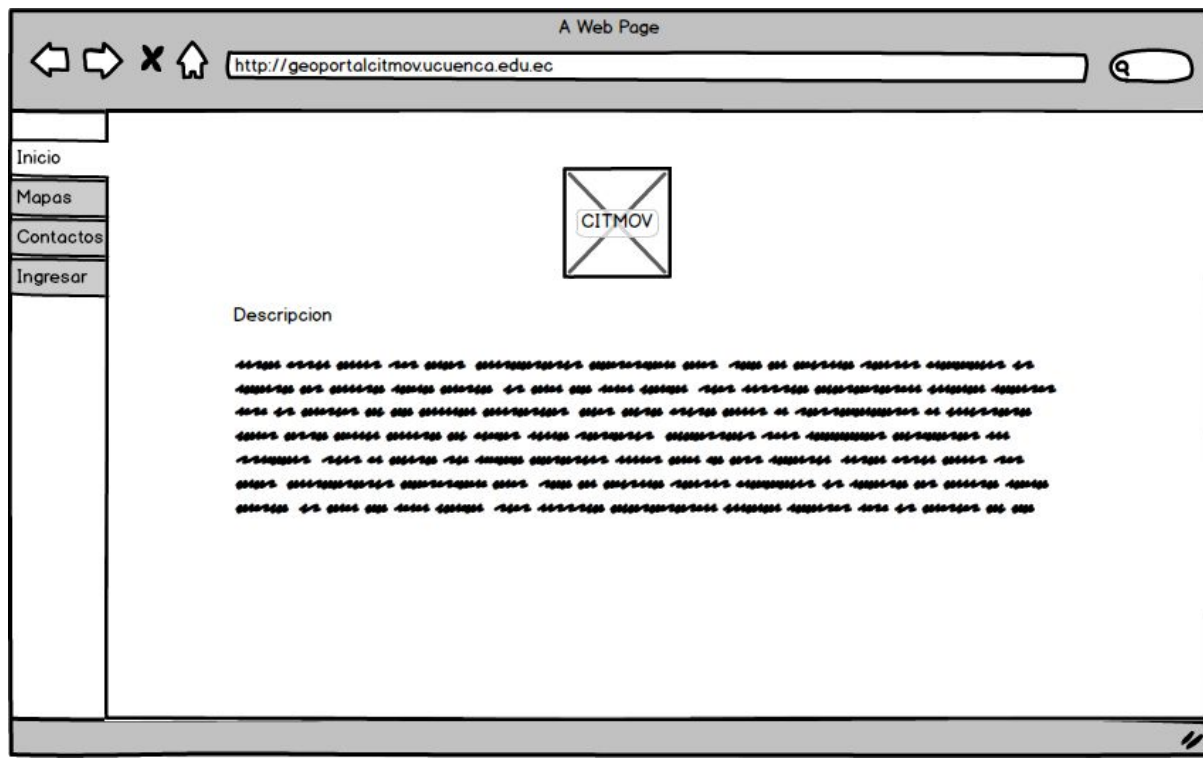 A Web Page
http://geoportalcitmov.ucuenca.edu.ec
Inicio
Mapas
Contactos
Ingresar
CITMOV
Descripcion